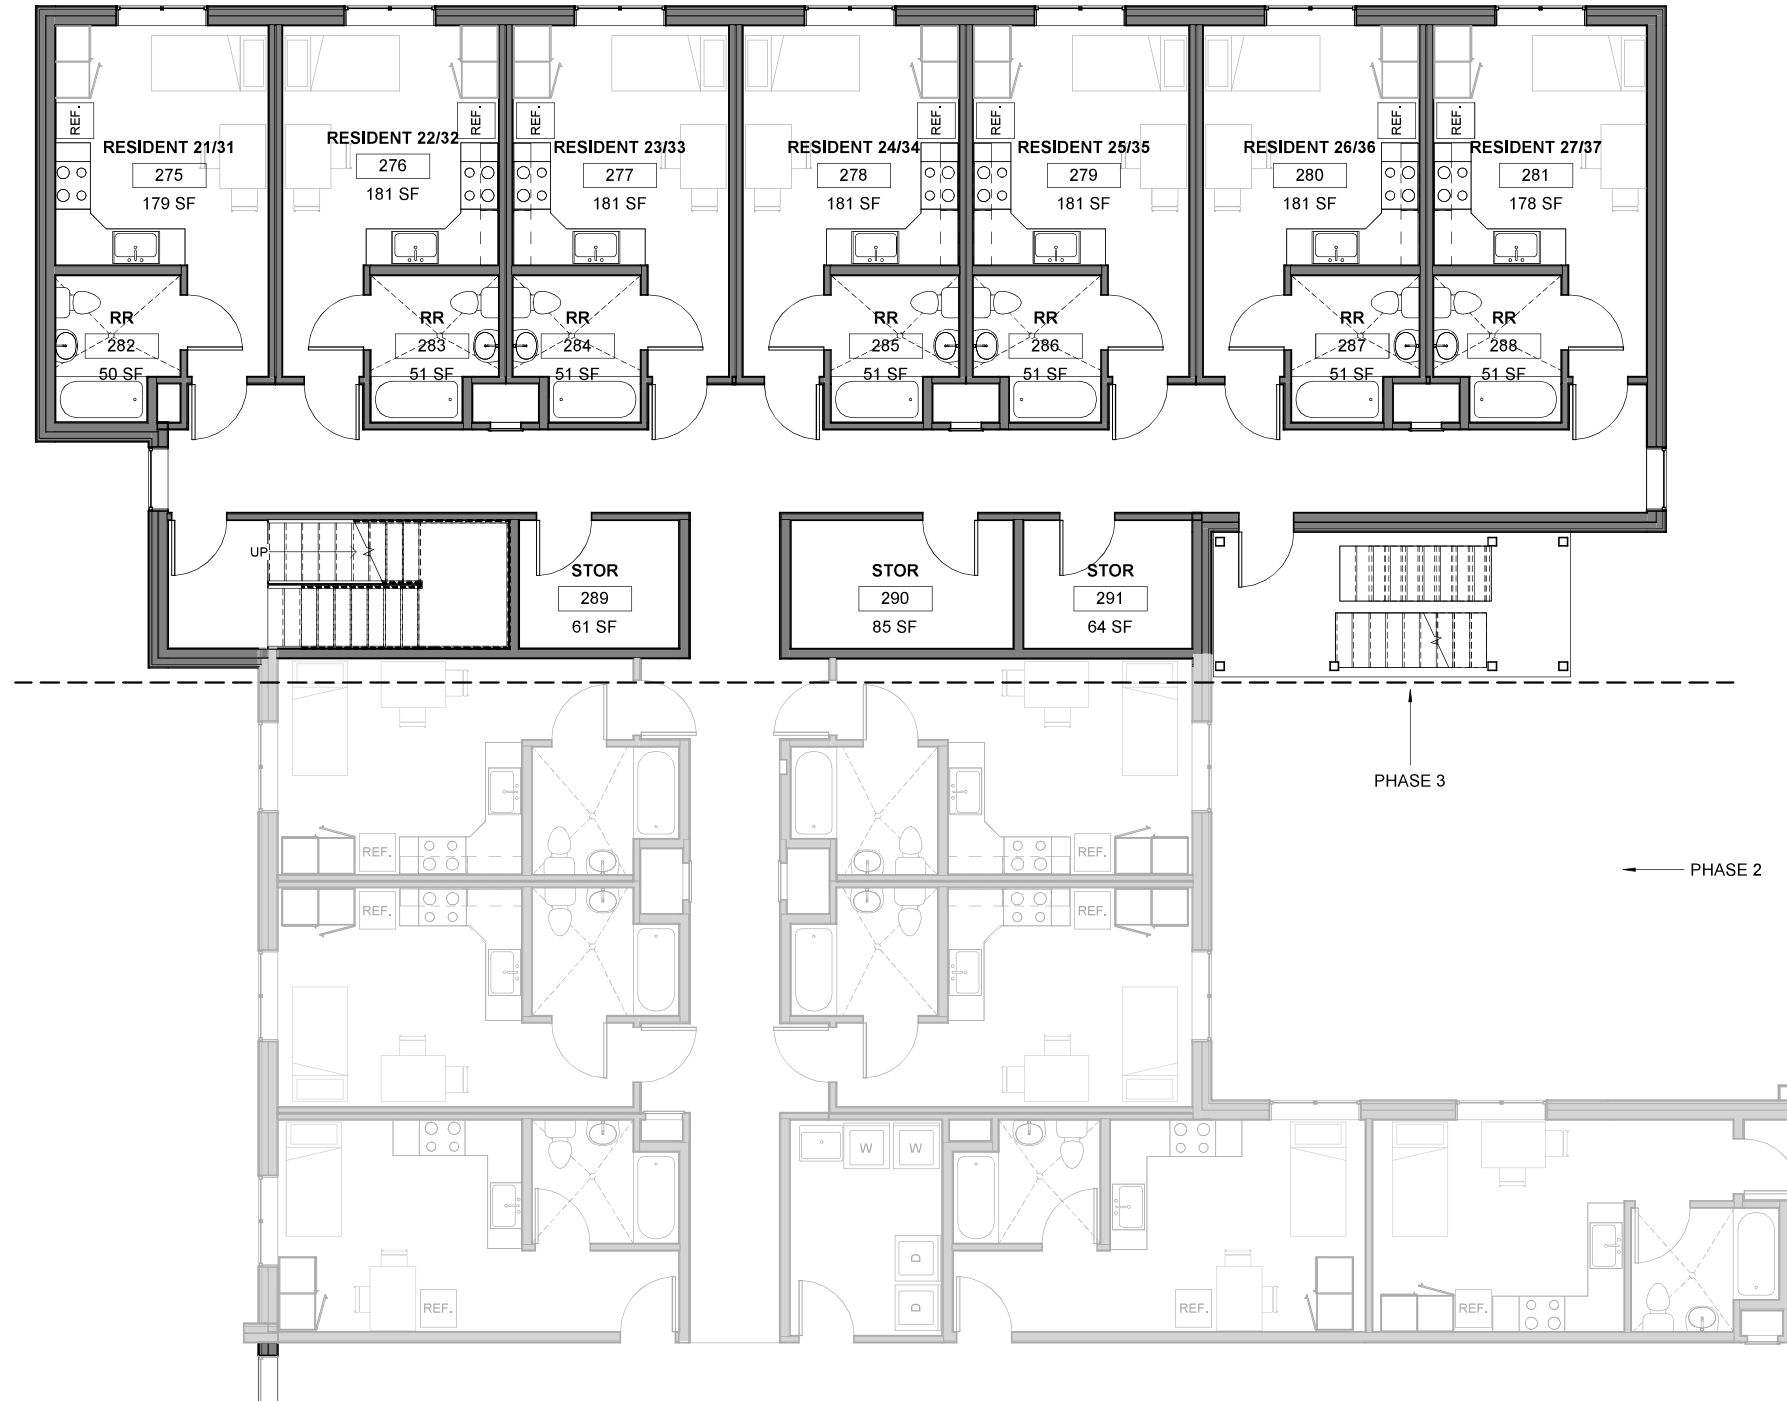 REF.
RESIDENT 21/31
275
179 SF
REF.
RESIDENT 22/32
276
181 SF
REF.
RESIDENT 23/33
277
181 SF
REF.
RESIDENT 24/34
278
181 SF
REF.
RESIDENT 25/35
279
181 SF
REF.
RESIDENT 26/36
280
181 SF
REF.
RESIDENT 27/37
281
178 SF
RR
282
50 SF
RR
283
51 SF
RR
284
51 SF
RR
285
51 SF
RR
286
51 SF
RR
287
51 SF
RR
288
51 SF
UP
STOR
289
61 SF
STOR
290
85 SF
STOR
291
64 SF
PHASE 3
PHASE 2
REF.
REF.
REF.
REF.
W
W
D
D
REF.
REF.
REF.